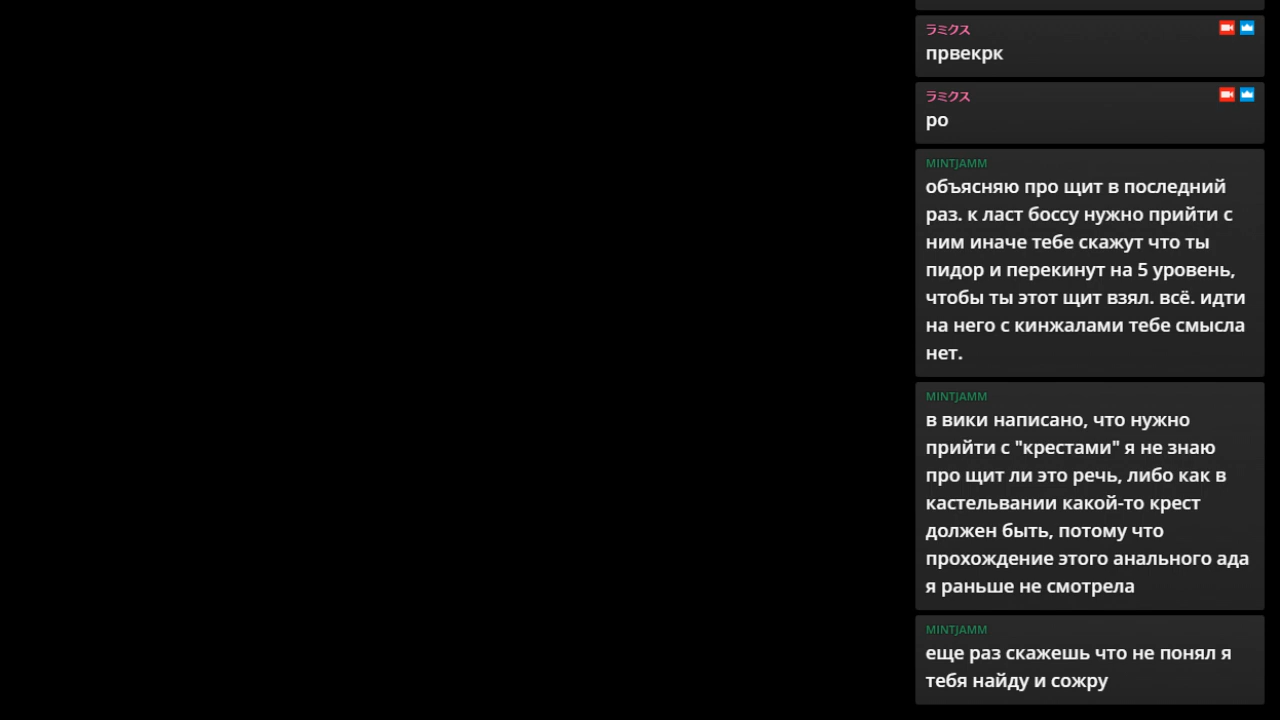 ラミクス
првекрк
ラミクス
ро
MINTJAMM
объясняю про щит в последний
раз. к ласт боссу нужно прийти с
ним иначе тебе скажут что ты
пидор и перекинут на 5 уровень,
чтобы ты этот щит взял. всё. идти
на него с кинжалами тебе смысла
нет.
MINTJAMM
в вики написано, что нужно
прийти с "крестами" я не знаю
про щит ли это речь, либо как в
кастельвании какой-то крест
должен быть, потому что
прохождение этого анального ада
я раньше не смотрела
MINTJAMM
еще раз скажешь что не понял я
тебя найду и сожру